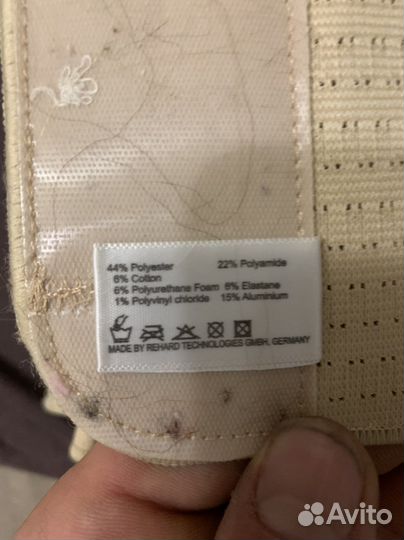 44% Polyester 22% Polyamide
6% Cotton
6% Polyurethane Foam 6% Elastane
1% Polyvinyl chloride 15% Aluminium
MADE BY REHARD TECHNOLOGIES GMBH, GERMANY
Avito